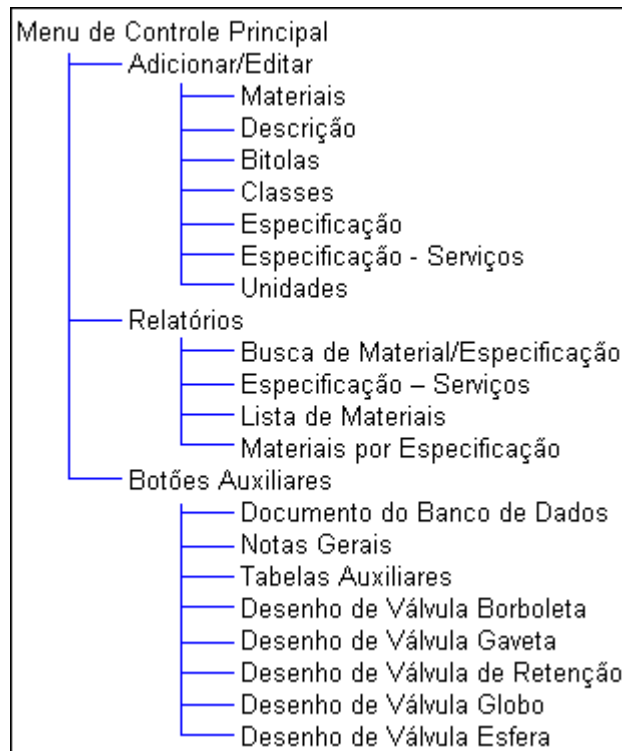 Menu de Controle Principal
Adicionar/Editar
Materiais
Descrição
Bitolas
Classes
Especificação
Especificação - Serviços
Unidades
Relatórios
Busca de Material/Especificação
Especificação – Serviços
Lista de Materiais
Materiais por Especificação
Botões Auxiliares
Documento do Banco de Dados
Notas Gerais
Tabelas Auxiliares
Desenho de Válvula Borboleta
Desenho de Válvula Gaveta
Desenho de Válvula de Retenção
Desenho de Válvula Globo
Desenho de Válvula Esfera